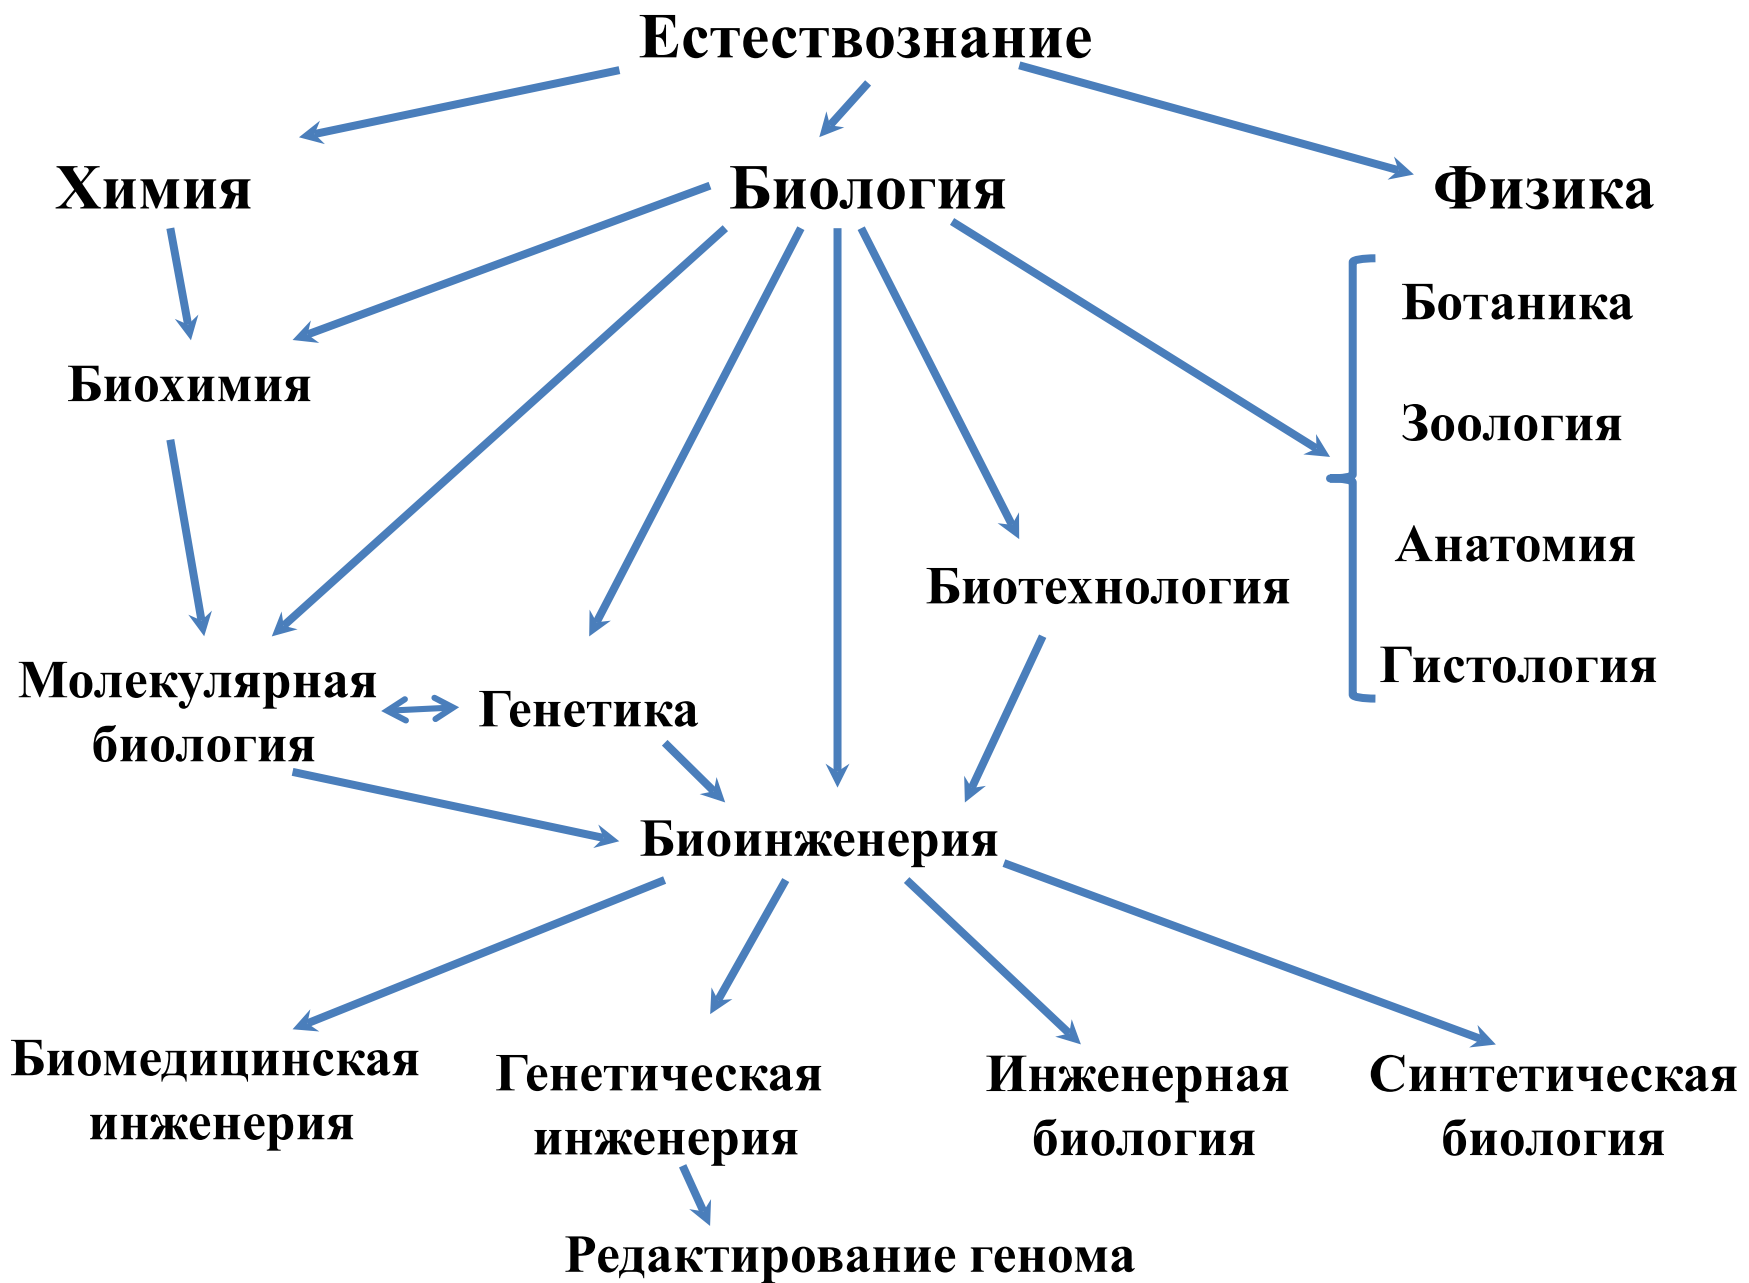 Естествознание
Химия
Биология
Физика
Ботаника
Биохимия
Зоология
Анатомия
Биотехнология
Гистология
Молекулярная
биология
Генетика
Биоинженерия
Биомедицинская
инженерия
Генетическая
инженерия
Инженерная
биология
Синтетическая
биология
Редактирование генома